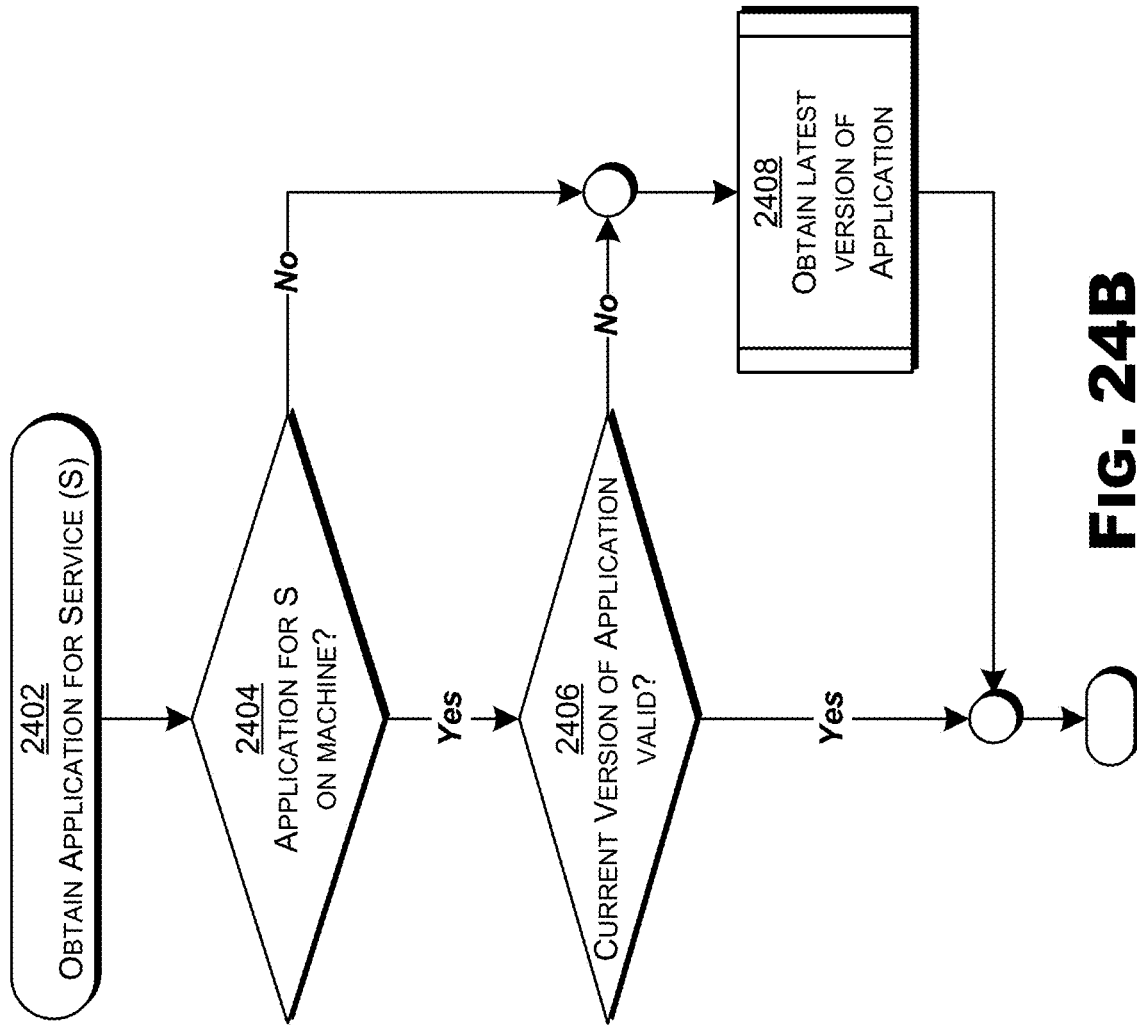 2402
OBTAIN APPLICATION FOR SERVICE (S)
2404
APPLICATION FOR S
ON MACHINE?
No
Yes
2406
CURRENT VERSION OF APPLICATION
VALID?
No
Yes
2408
OBTAIN LATEST
VERSION OF
APPLICATION
FIG. 24B